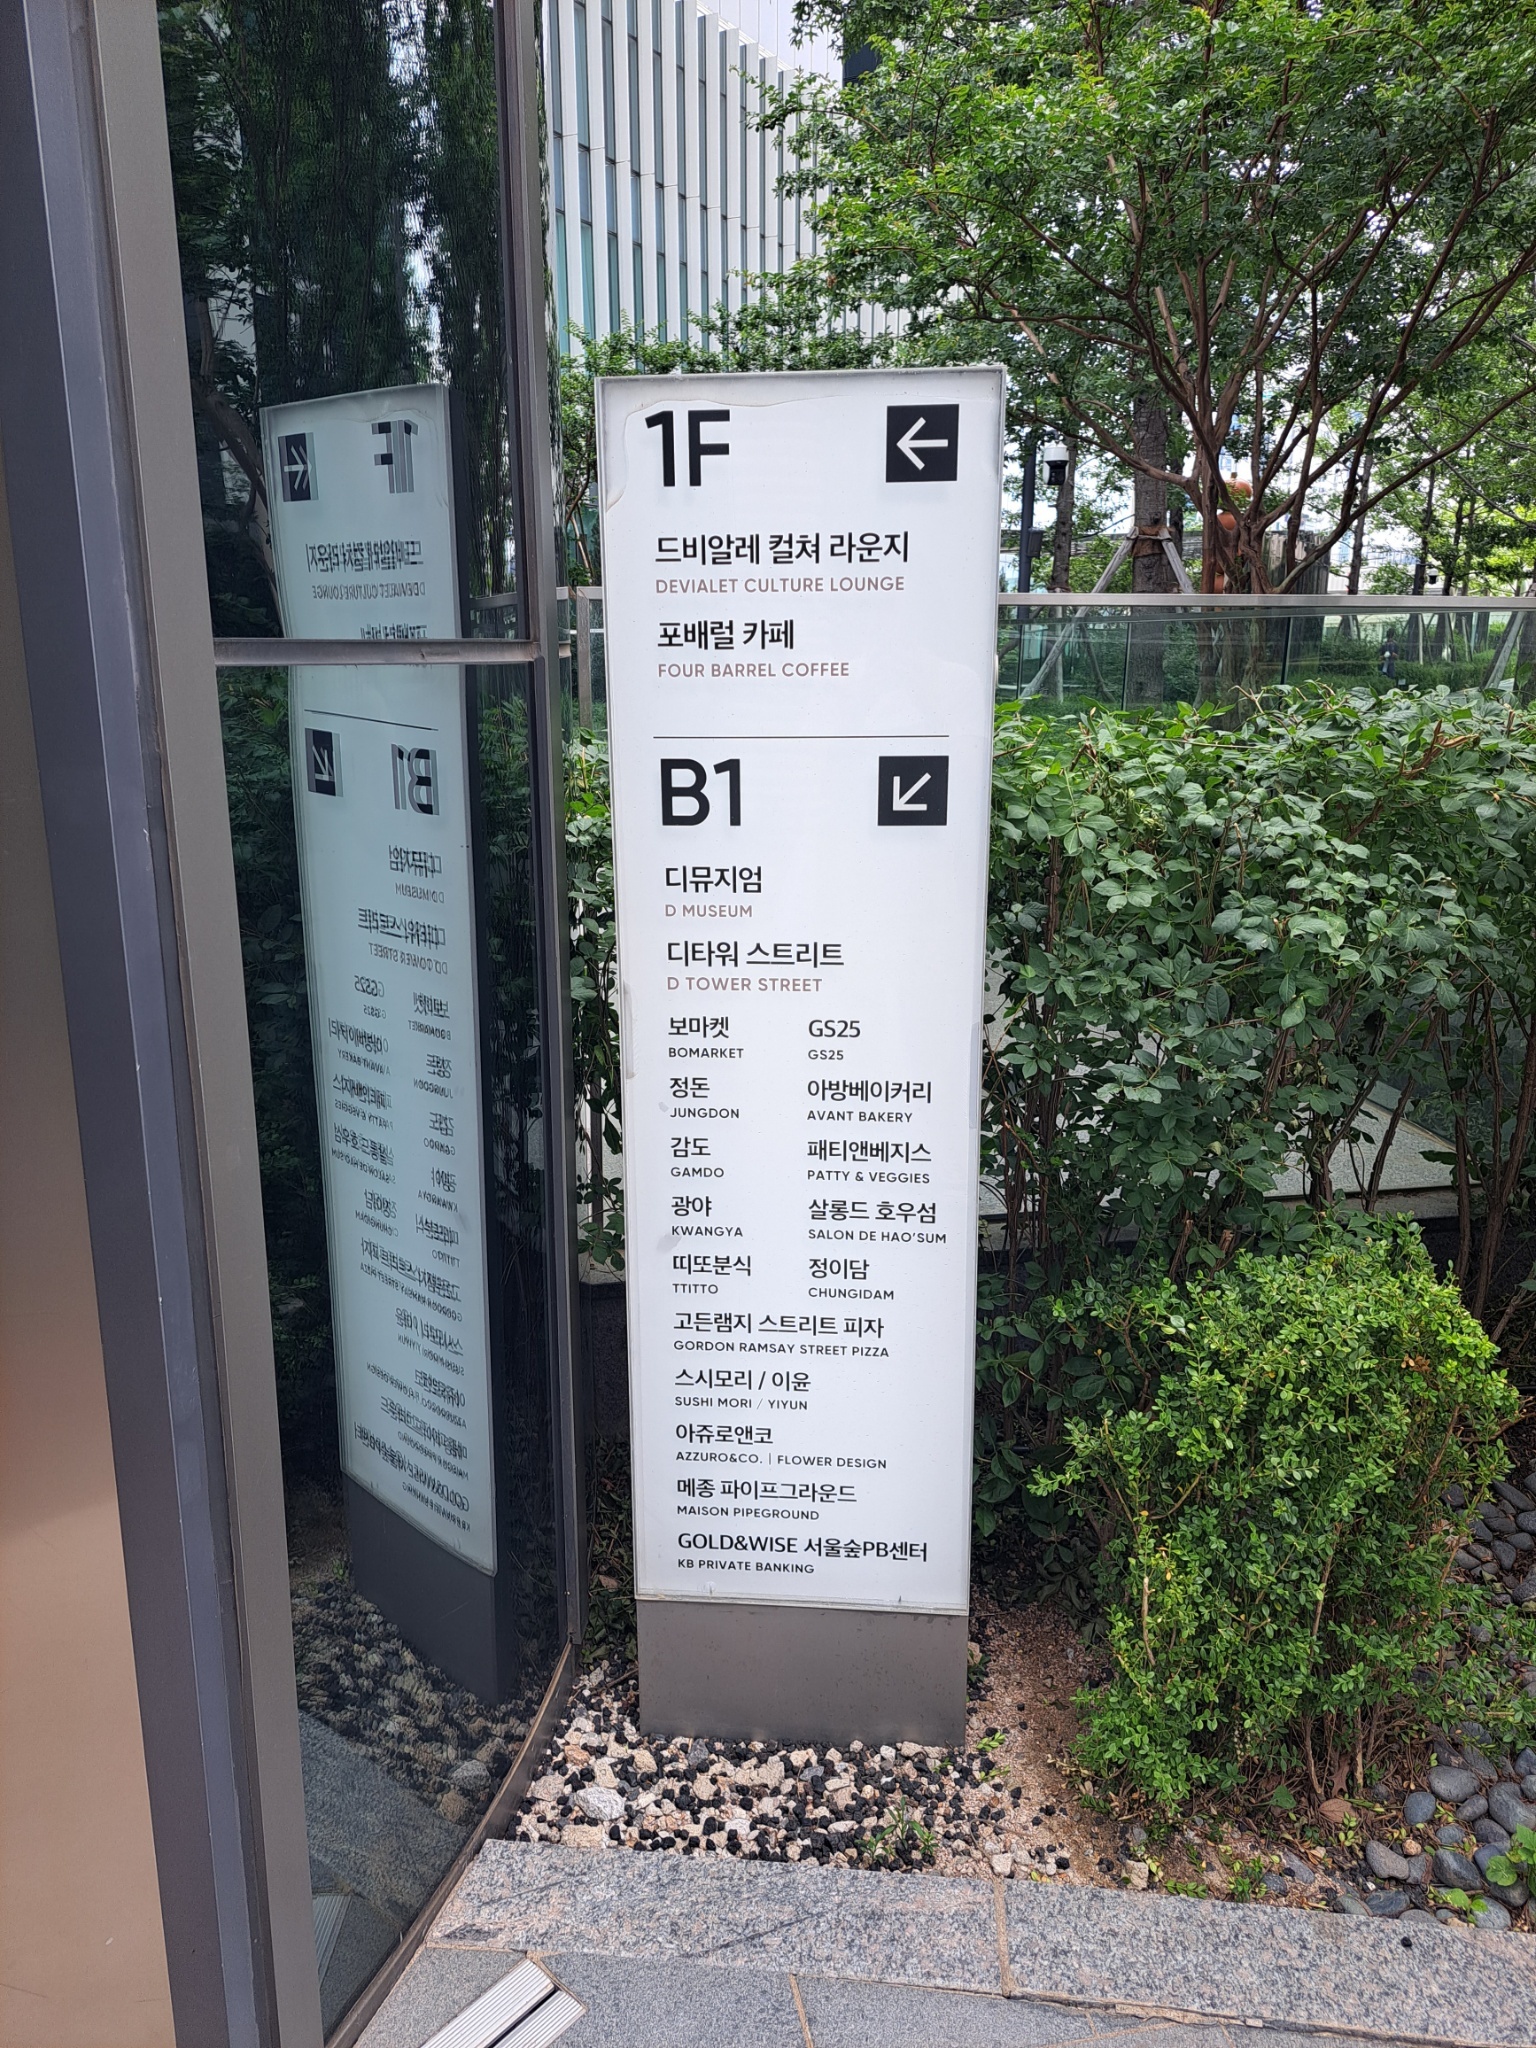 1F
드비알레 컬쳐 라운지
DEVIALET CULTURE LOUNGE
포배럴 카페
FOUR BARREL COFFEE
B1
디뮤지엄
D MUSEUM
디타워 스트리트
D TOWER STREET
보마켓 GS25
BOMARKET GS25
정돈 아방베이커리
JUNGDON AVANT BAKERY
감도 패티앤베지스
GAMDO PATTY & VEGGIES
광야 살롱드 호우섬
KWANGYA SALON DE HAO'SUM
띠또분식 정이담
TTITTO CHUNGIDAM
고든램지 스트리트 피자
GORDON RAMSAY STREET PIZZA
스시모리 / 이윤
SUSHI MORI / YIYUN
아쥬로앤코
AZZURO&CO. | FLOWER DESIGN
메종 파이프그라운드
MAISON PIPEGROUND
GOLD&WISE 서울숲PB센터
KB PRIVATE BANKING